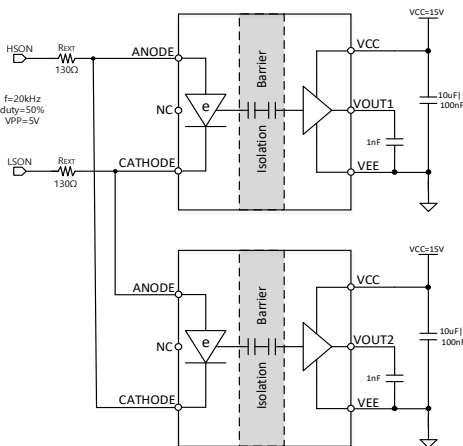 VCC=15V
HSON
REXT
130Ω
ANODE
VCC
Barrier
f=20kHz
duty=50%
VPP=5V
NC
e
VOUT1
10uF||
100nF
1nF
Isolation
LSON
REXT
130Ω
CATHODE
VEE
VCC=15V
ANODE
VCC
Barrier
NC
e
VOUT2
10uF||
100nF
1nF
Isolation
CATHODE
VEE